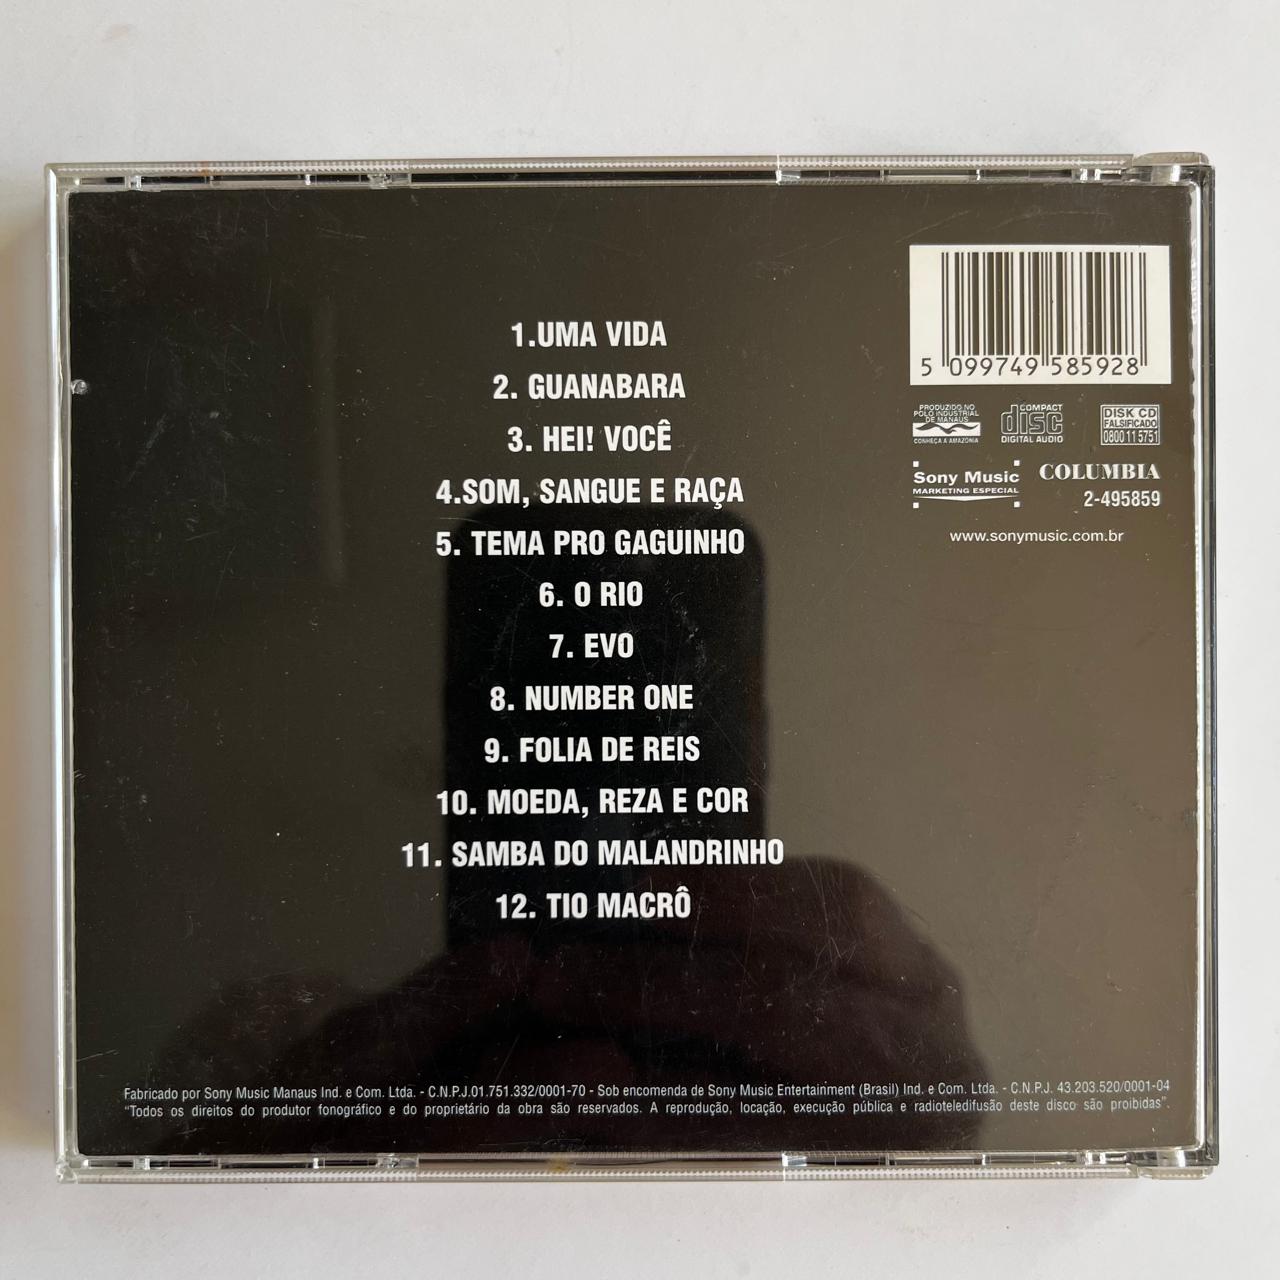 1.UMA VIDA
2. GUANABARA
3. HEI! VOCÊ
4.SOM, SANGUE E RAÇA
5. TEMA PRO GAGUINHO
6. O RIO
7. EVO
8. NUMBER ONE
9. FOLIA DE REIS
10. MOEDA, REZA E COR
11. SAMBA DO MALANDRINHO
12. TIO MACRÔ
5 099749 585928
PRODUZIDO NO
POLO INDUSTRIAL
DE MANAUS
CONHEÇA A AMAZÔNIA
COMPACT
disc
DIGITAL AUDIO
DISK CD
FALSIFICADO
0800 11 5751
Sony Music
MARKETING ESPECIAL
COLUMBIA
2-495859
www.sonymusic.com.br
Fabricado por Sony Music Manaus Ind. e Com. Ltda. - C.N.P.J.01.751.332/0001-70 - Sob encomenda de Sony Music Entertainment (Brasil) Ind. e Com. Ltda. - C.N.P.J. 43.203.520/0001-04
"Todos os direitos do produtor fonográfico e do proprietário da obra são reservados. A reprodução, locação, execução pública e radioteledifusão deste disco são proibidas".